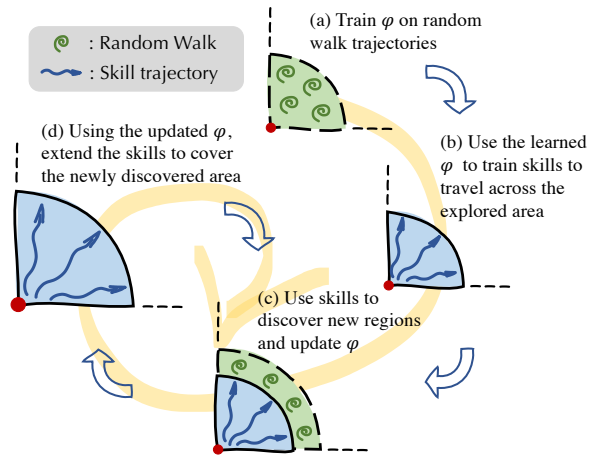 (a) Train φ on random
walk trajectories
: Random Walk
: Skill trajectory
(b) Use the learned
φ to train skills to
travel across the
explored area
(d) Using the updated φ,
extend the skills to cover
the newly discovered area
(c) Use skills to
discover new regions
and update φ